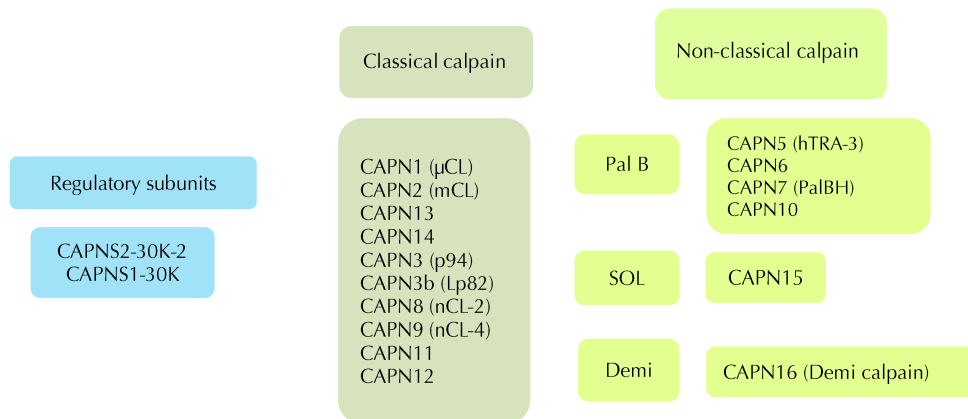 Classical calpain
Non-classical calpain
Regulatory subunits
CAPNS2-30K-2
CAPNS1-30K
CAPN1 (µCL)
CAPN2 (mCL)
CAPN13
CAPN14
CAPN3 (p94)
CAPN3b (Lp82)
CAPN8 (nCL-2)
CAPN9 (nCL-4)
CAPN11
CAPN12
Pal B
CAPN5 (hTRA-3)
CAPN6
CAPN7 (PalBH)
CAPN10
SOL
CAPN15
Demi
CAPN16 (Demi calpain)